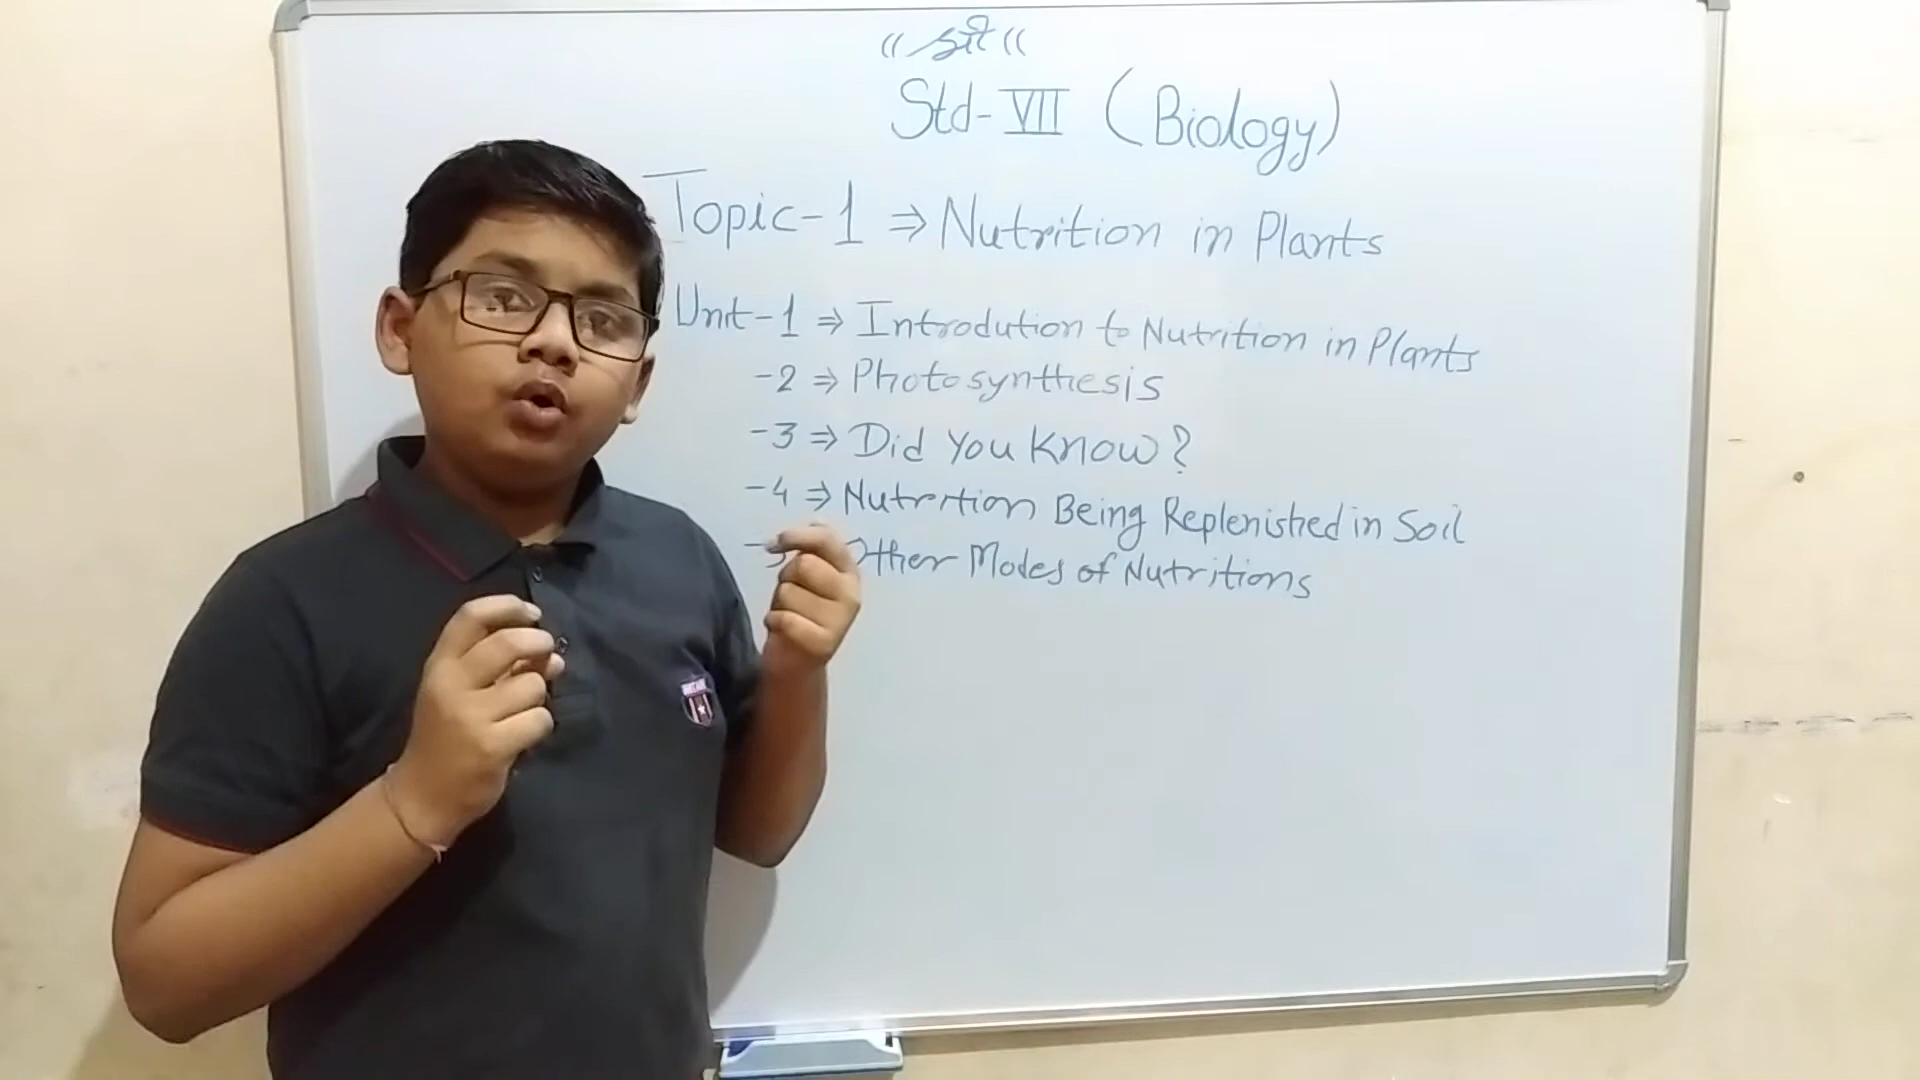 "श्री"
Std-VII (Biology)
Topic-1 ⇒ Nutrition in Plants
Unit-1 ⇒ Introdution to Nutrition in Plants
-2 ⇒ Photosynthesis
-3 ⇒ Did You Know?
-4 ⇒ Nutrition Being Replenished in Soil
-5 Other Modes of Nutritions